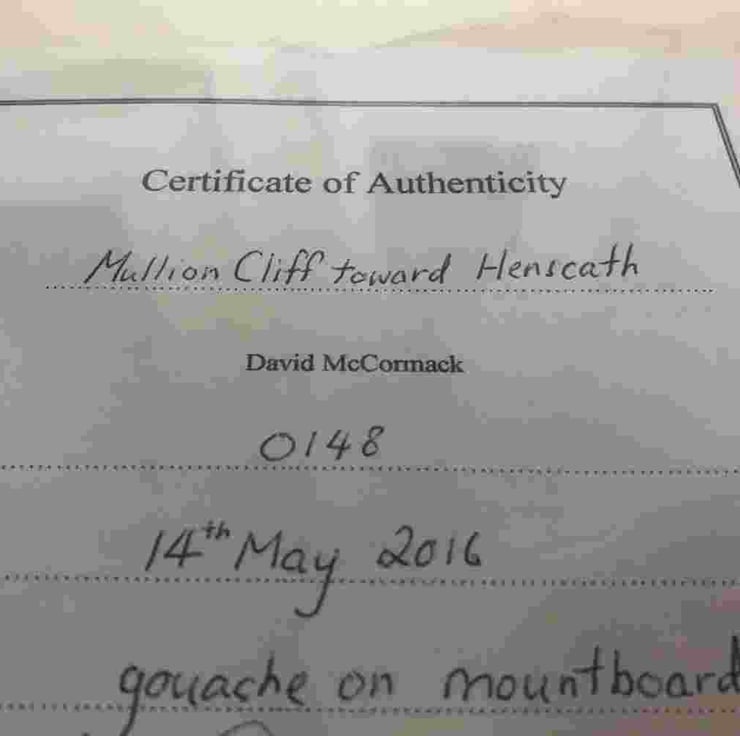 Certificate of Authenticity
Mullion Cliff toward Henscath
David McCormack
0148
14th May 2016
gouache on mountboard